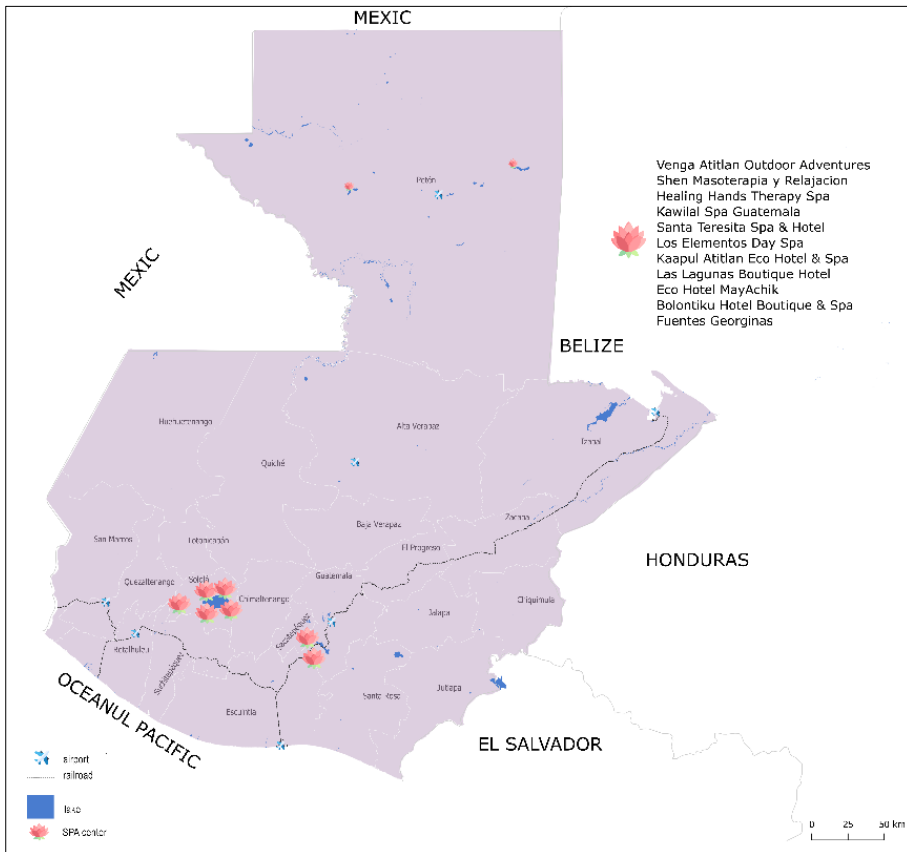 MEXIC
Petén
Venga Atitlan Outdoor Adventures
Shen Masoterapia y Relajacion
Healing Hands Therapy Spa
Kawilal Spa Guatemala
Santa Teresita Spa & Hotel
Los Elementos Day Spa
Kaapul Atitlan Eco Hotel & Spa
Las Lagunas Boutique Hotel
Eco Hotel MayAchik
Bolontiku Hotel Boutique & Spa
Fuentes Georginas
MEXIC
BELIZE
Huehuetenango
Alta Verapaz
Izabal
Quiché
Zacapa
Baja Verapaz
San Marcos
Totonicapán
El Progreso
HONDURAS
Guatemala
Quezaltenango
Sololá
Chimaltenango
Chiquimula
Jalapa
Sacatepéquez
Retalhuleu
Suchitepéquez
Santa Rosa
Jutiapa
Escuintla
OCEANUL PACIFIC
EL SALVADOR
airport
railroad
lake
SPA center
0 25 50 km